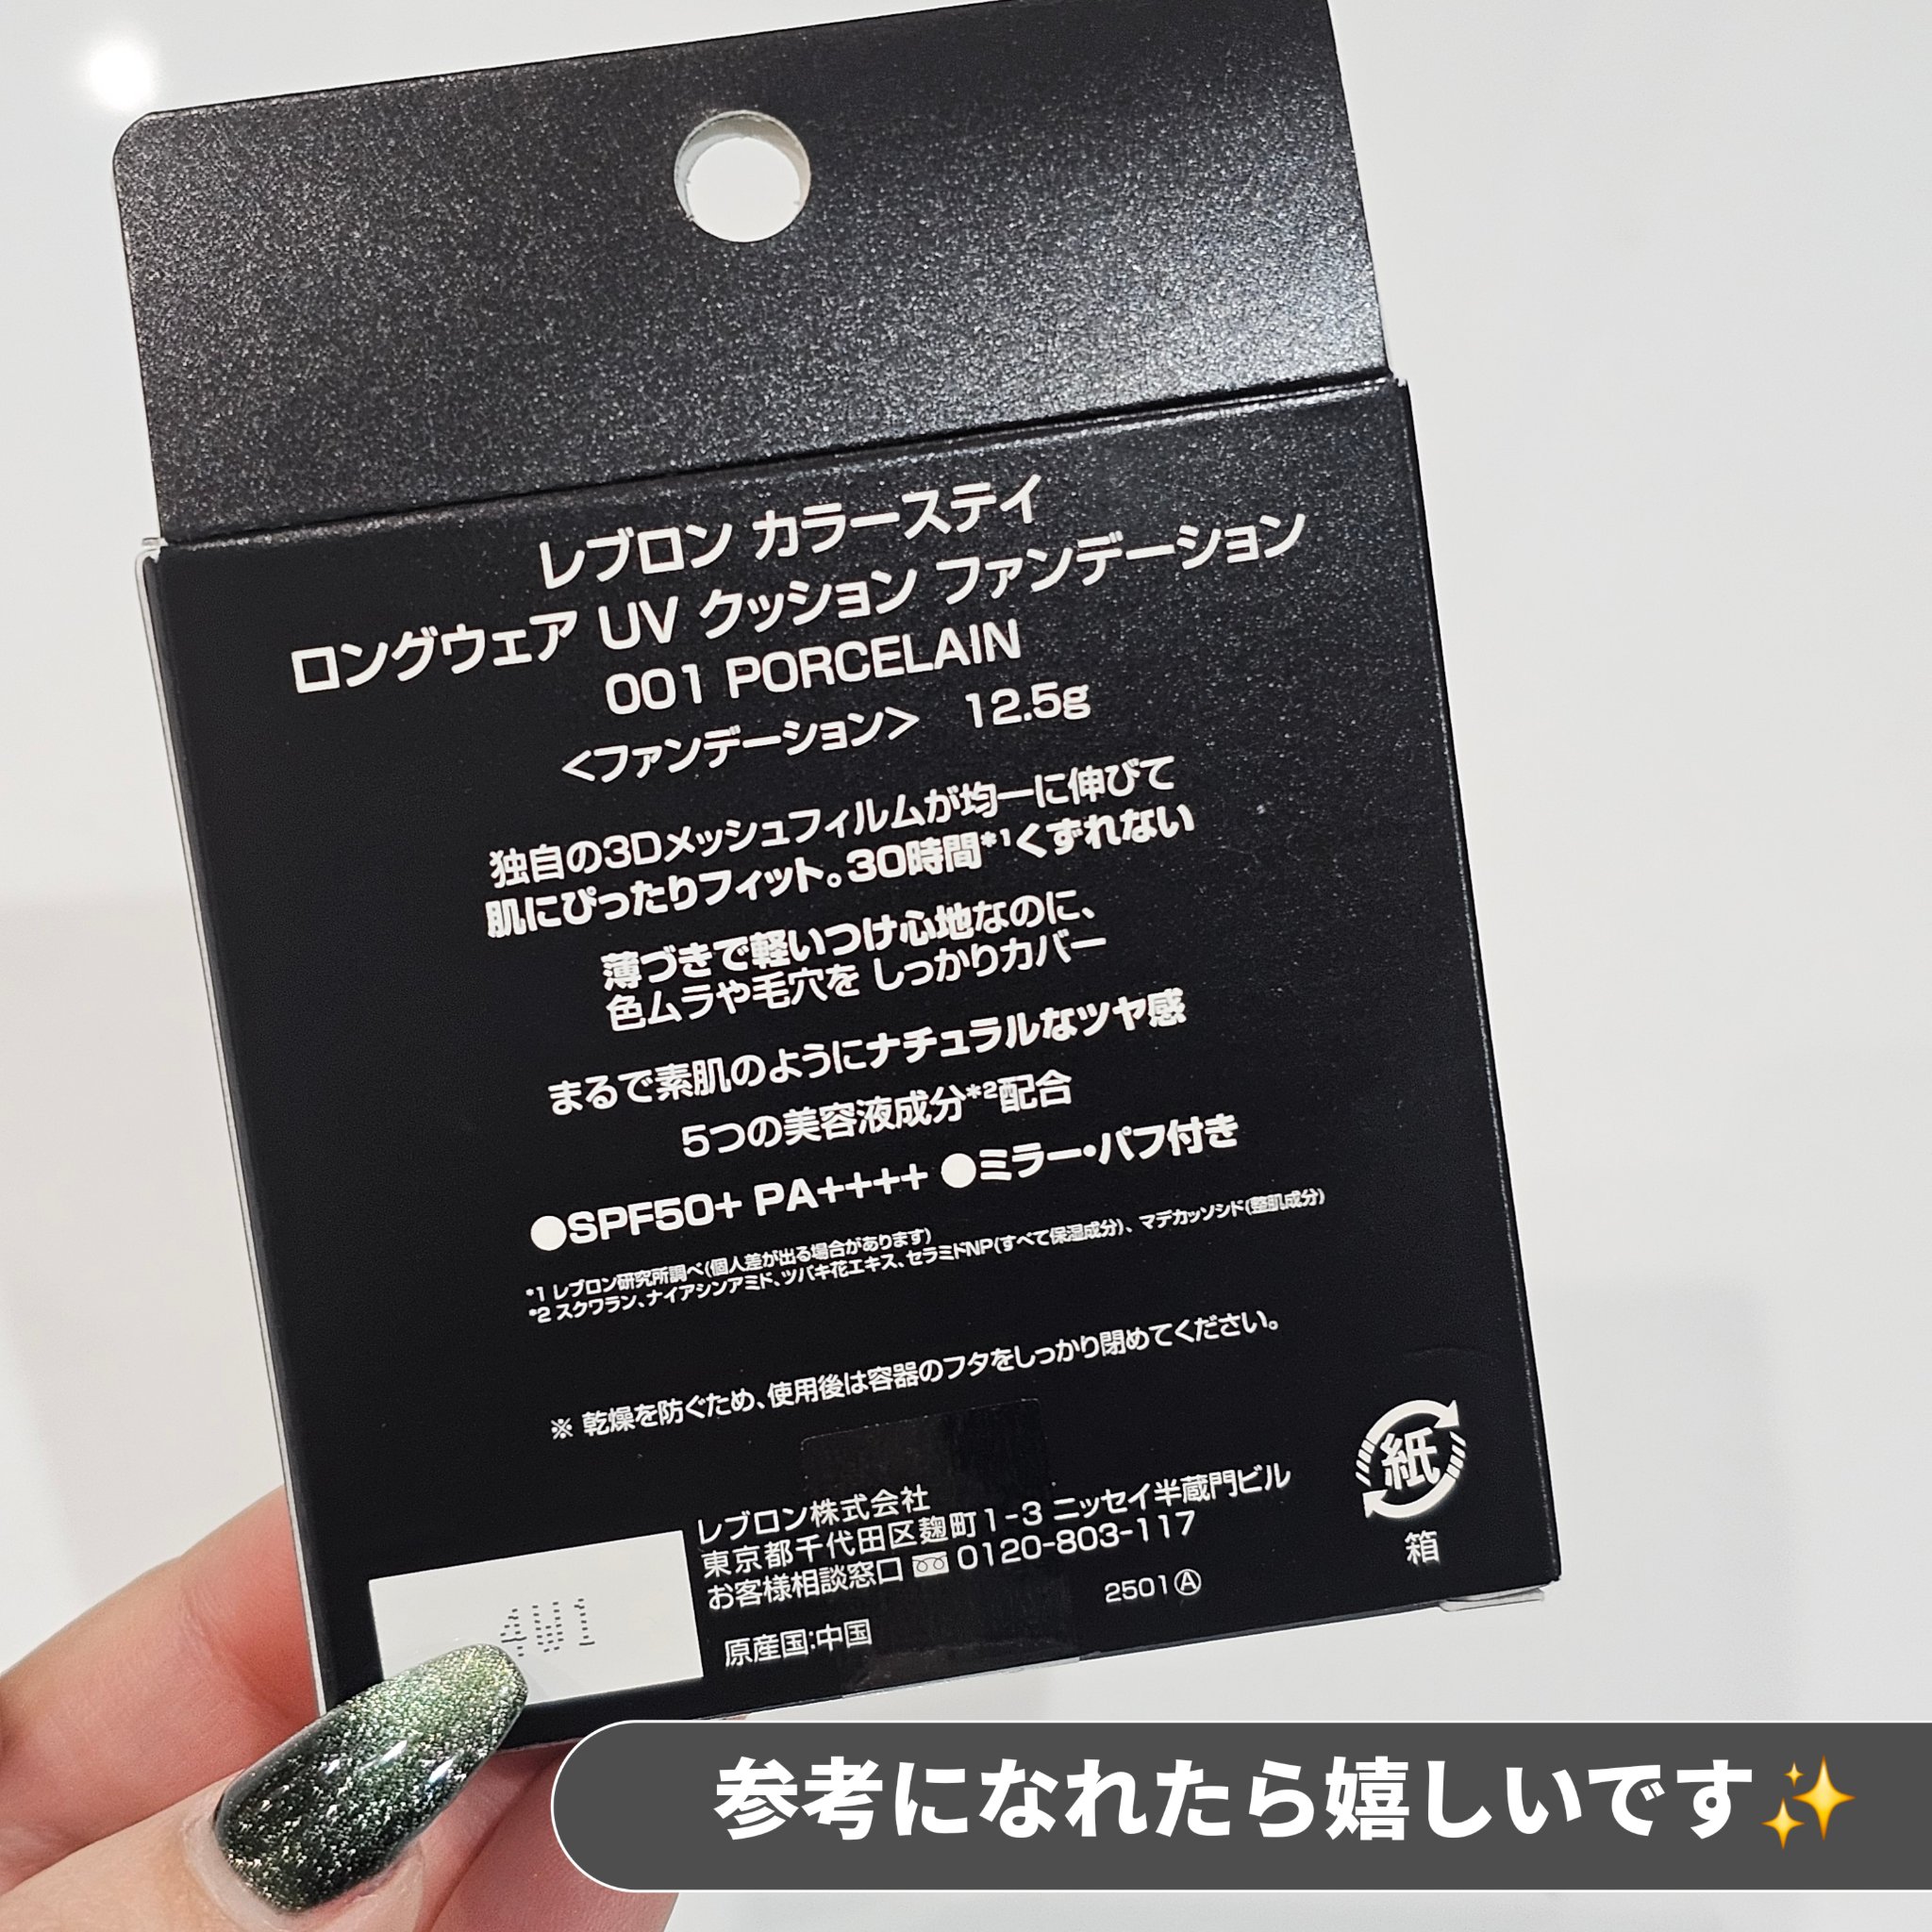 レブロン カラーステイ
ロングウェア UV クッション ファンデーション
001 PORCELAIN
<ファンデーション> 12.5g
独自の3Dメッシュフィルムが均一に伸びて
肌にぴったりフィット。30時間*1くずれない
薄づきで軽いつけ心地なのに、
色ムラや毛穴を しっかりカバー
まるで素肌のようにナチュラルなツヤ感
5つの美容液成分*2配合
●SPF50+ PA++++ ●ミラー・パフ付き
*1 レブロン研究所調べ(個人差が出る場合があります)
*2 スクワラン、ナイアシンアミド、ツバキ花エキス、セラミドNP(すべて保湿成分)、マデカッソシド(整肌成分)
※ 乾燥を防ぐため、使用後は容器のフタをしっかり閉めてください。
レブロン株式会社
東京都千代田区麹町1-3 ニッセイ半蔵門ビル
お客様相談窓口 0120-803-117
2501Ⓐ
原産国:中国
紙
箱
参考になれたら嬉しいです✨